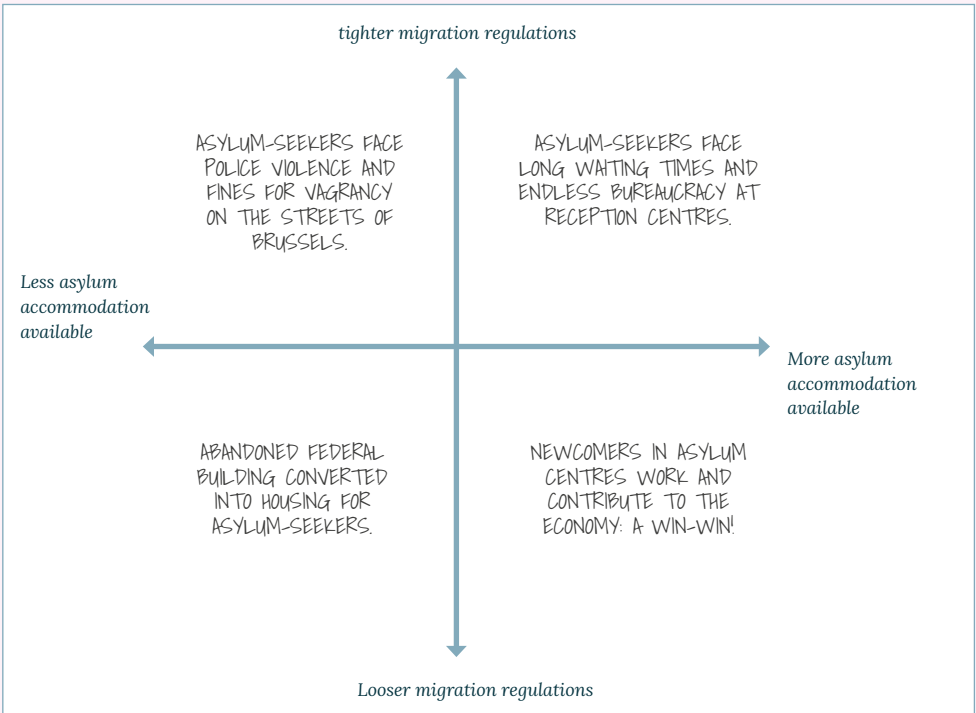 tighter migration regulations
ASYLUM-SEEKERS FACE
POLICE VIOLENCE AND
FINES FOR VAGRANCY
ON THE STREETS OF
BRUSSELS.
ASYLUM-SEEKERS FACE
LONG WAITING TIMES AND
ENDLESS BUREAUCRACY AT
RECEPTION CENTRES.
Less asylum
accommodation
available
More asylum
accommodation
available
ABANDONED FEDERAL
BUILDING CONVERTED
INTO HOUSING FOR
ASYLUM-SEEKERS.
NEWCOMERS IN ASYLUM
CENTRES WORK AND
CONTRIBUTE TO THE
ECONOMY: A WIN-WIN!
Looser migration regulations